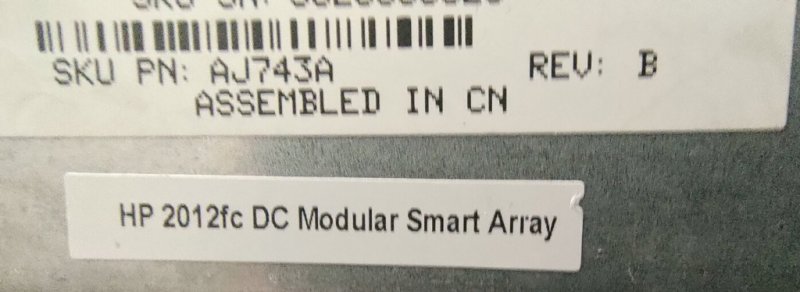 SKU PN: AJ743A REV: B
ASSEMBLED IN CN
HP 2012fc DC Modular Smart Array